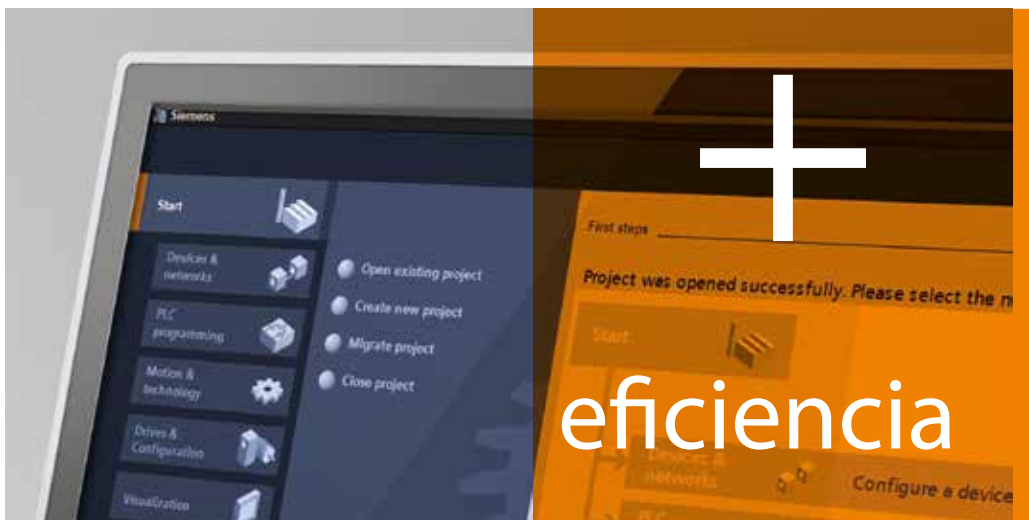 Siemens
Start
Devices &
networks
PLC
programming
Motion &
technology
Drives &
Configuration
Visualization
Open existing project
Create new project
Migrate project
Close project
+
First steps
Project was opened successfully. Please select the
Start
Devices &
networks
Configure a device
PLC
eficiencia